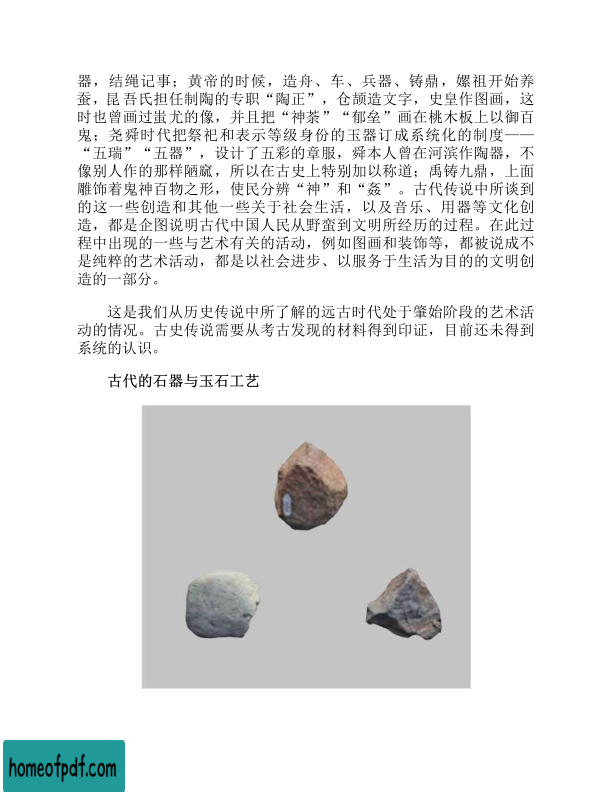 器，结绳记事；黄帝的时候，造舟、车、兵器、铸鼎，嫘祖开始养
蚕，昆吾氏担任制陶的专职“陶正”，仓颉造文字，史皇作图画，这
时也曾画过蚩尤的像，并且把“神荼”“郁垒”画在桃木板上以御百
鬼；尧舜时代把祭祀和表示等级身份的玉器订成系统化的制度——
“五瑞”“五器”，设计了五彩的章服，舜本人曾在河滨作陶器，不
像别人作的那样陋窳，所以在古史上特别加以称道；禹铸九鼎，上面
雕饰着鬼神百物之形，使民分辨“神”和“姦”。古代传说中所谈到
的这一些创造和其他一些关于社会生活，以及音乐、用器等文化创
造，都是企图说明古代中国人民从野蛮到文明所经历的过程。在此过
程中出现的一些与艺术有关的活动，例如图画和装饰等，都被说成不
是纯粹的艺术活动，都是以社会进步、以服务于生活为目的的文明创
造的一部分。
这是我们从历史传说中所了解的远古时代处于肇始阶段的艺术活
动的情况。古史传说需要从考古发现的材料得到印证，目前还未得到
系统的认识。
古代的石器与玉石工艺
homeofpdf.com